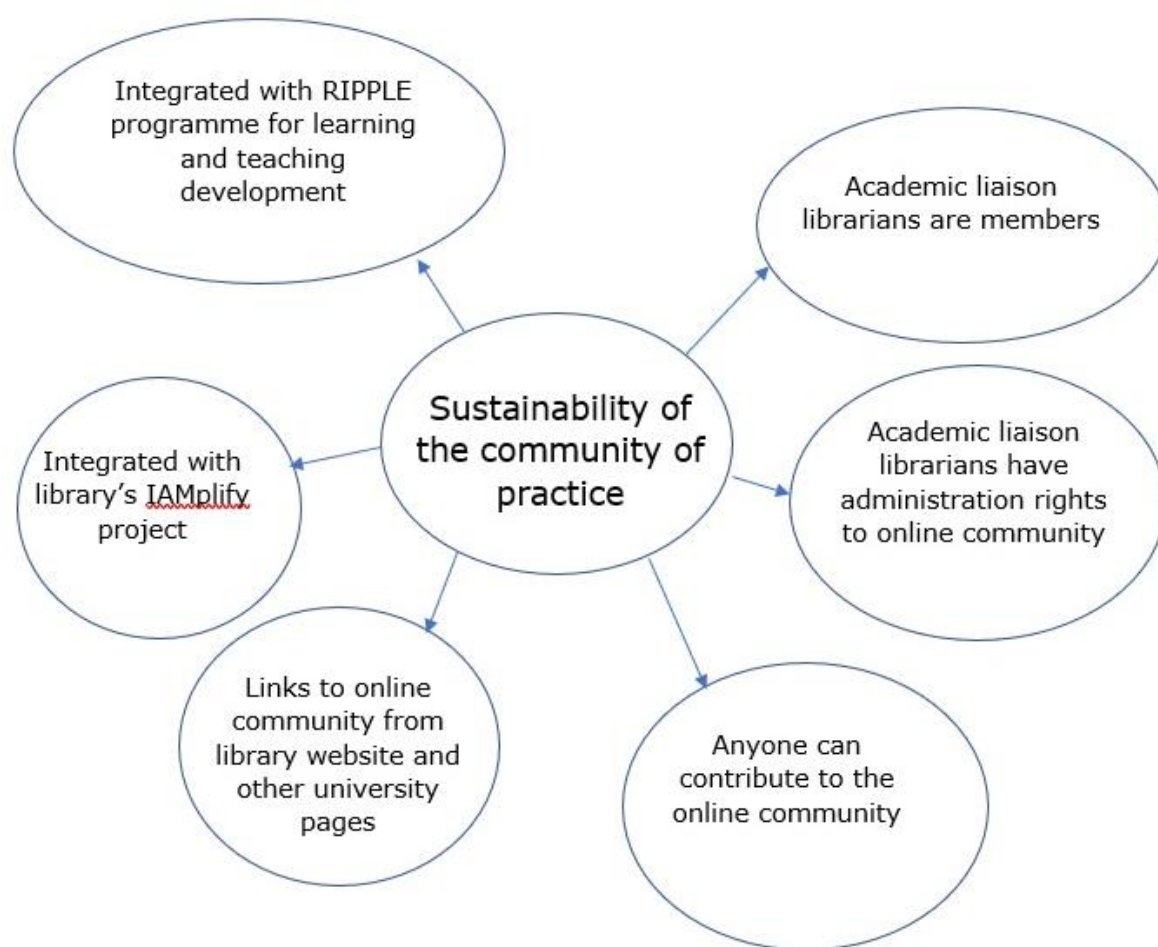 Integrated with RIPPLE
programme for learning
and teaching
development
Academic liaison
librarians are members
Sustainability of
the community of
practice
Academic liaison
librarians have
administration rights
to online community
Integrated with
library’s IAMplify
project
Links to online
community from
library website and
other university
pages
Anyone can
contribute to the
online community